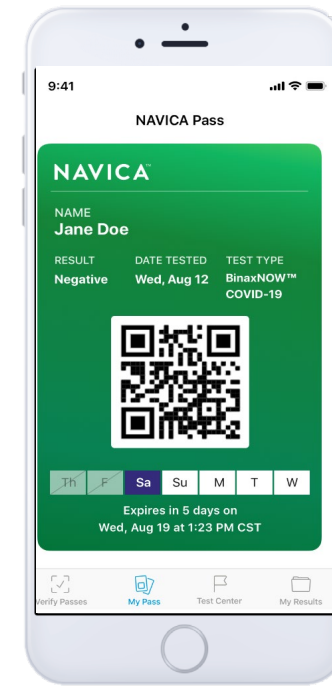 9:41
NAVICA Pass
NAVICA™
NAME
Jane Doe
RESULT DATE TESTED TEST TYPE
Negative Wed, Aug 12 BinaxNOW™
COVID-19
Th F Sa Su M T W
Expires in 5 days on
Wed, Aug 19 at 1:23 PM CST
Verify Passes My Pass Test Center My Results